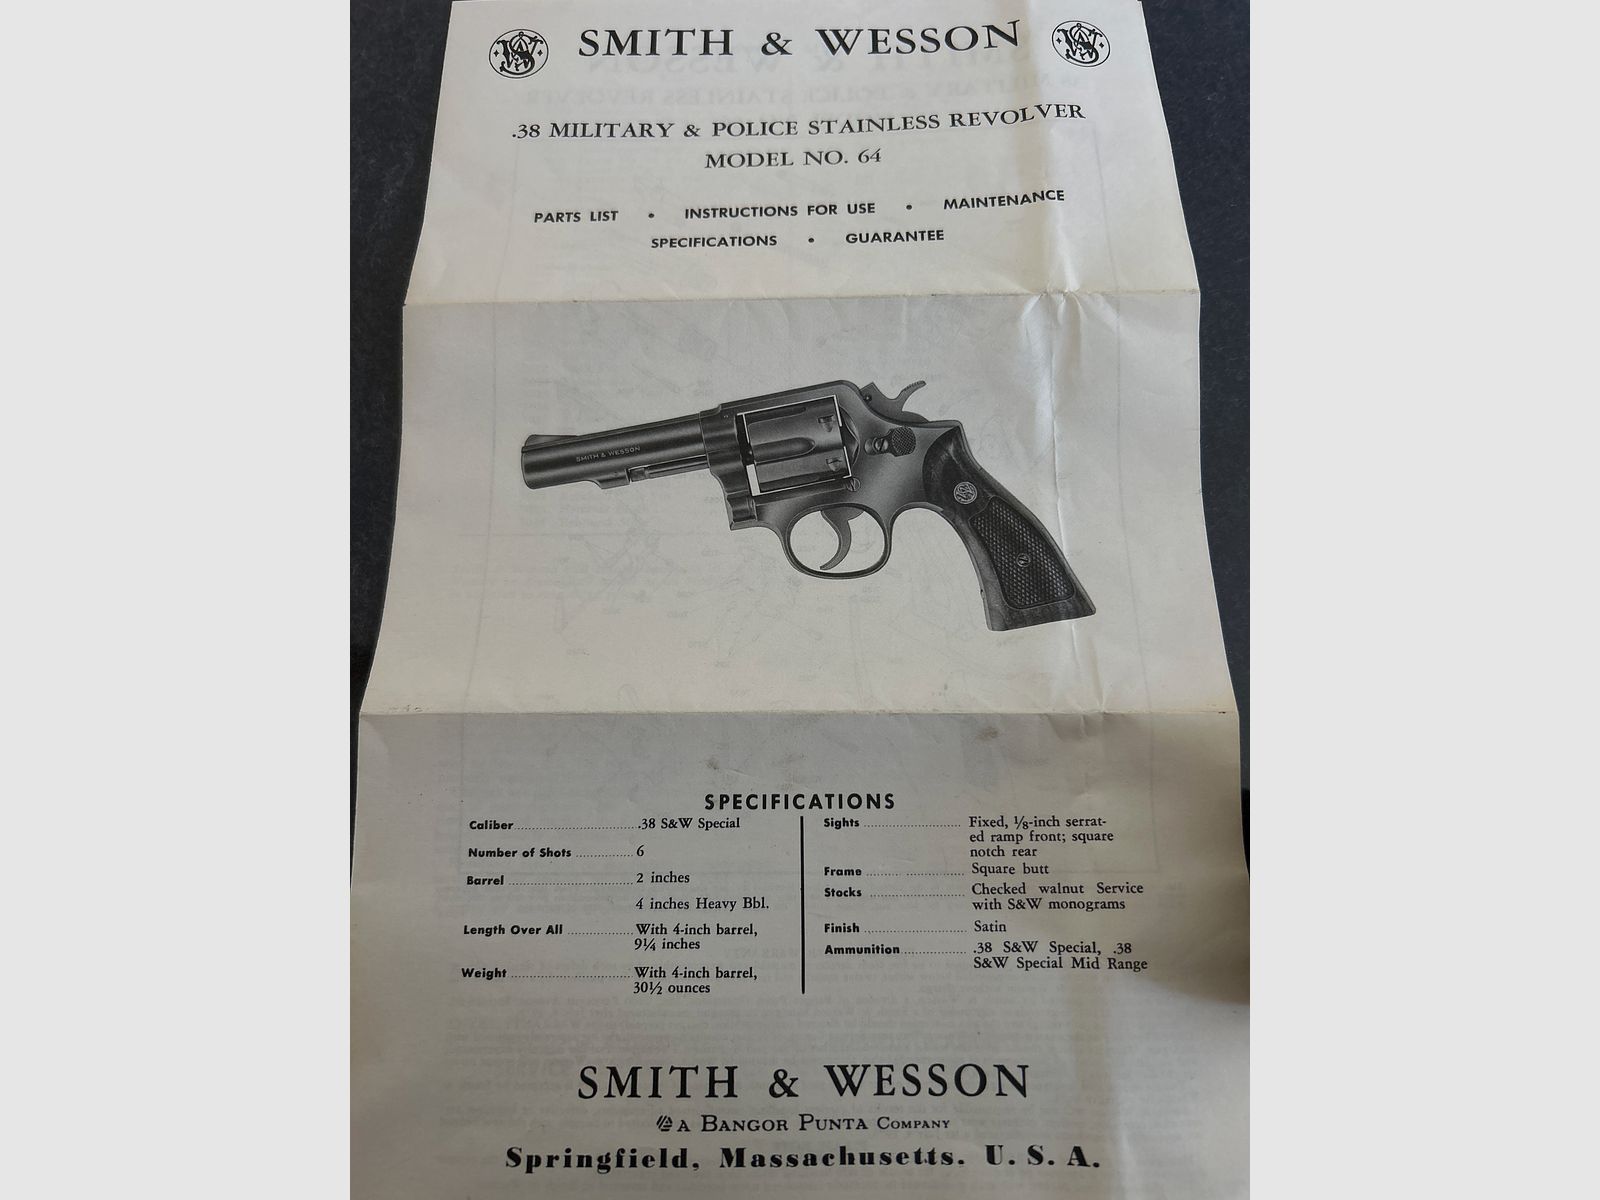 SMITH & WESSON
.38 MILITARY & POLICE STAINLESS REVOLVER
MODEL NO. 64
PARTS LIST • INSTRUCTIONS FOR USE • MAINTENANCE
SPECIFICATIONS • GUARANTEE
SMITH & WESSON
SPECIFICATIONS
Caliber .38 S&W Special
Number of Shots 6
Barrel 2 inches
4 inches Heavy Bbl.
Length Over All With 4-inch barrel,
9¼ inches
Weight With 4-inch barrel,
30½ ounces
Sights Fixed, ⅛-inch serrat-
ed ramp front; square
notch rear
Frame Square butt
Stocks Checked walnut Service
with S&W monograms
Finish Satin
Ammunition .38 S&W Special, .38
S&W Special Mid Range
SMITH & WESSON
A BANGOR PUNTA COMPANY
Springfield, Massachusetts. U. S. A.